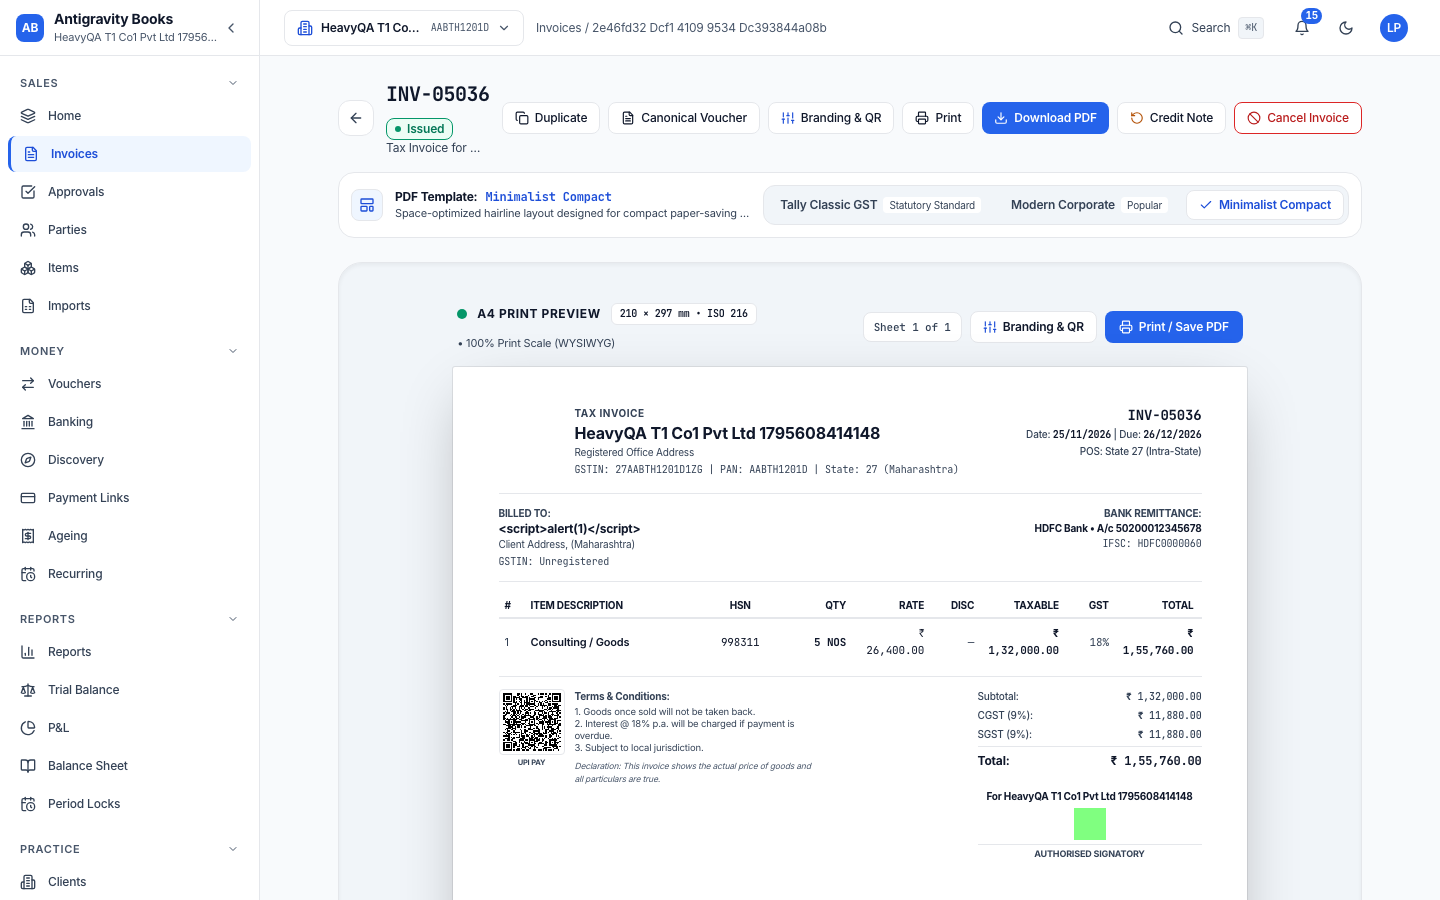 AB
Antigravity Books
HeavyQA T1 Co1 Pvt Ltd 17956...
HeavyQA T1 Co... AABTH1201D
Invoices / 2e46fd32 Dcf1 4109 9534 Dc393844a08b
Search ⌘K
15
LP
SALES
Home
Invoices
Approvals
Parties
Items
Imports
MONEY
Vouchers
Banking
Discovery
Payment Links
Ageing
Recurring
REPORTS
Reports
Trial Balance
P&L
Balance Sheet
Period Locks
PRACTICE
Clients
INV-05036
Issued
Tax Invoice for ...
Duplicate
Canonical Voucher
Branding & QR
Print
Download PDF
Credit Note
Cancel Invoice
PDF Template: Minimalist Compact
Space-optimized hairline layout designed for compact paper-saving ...
Tally Classic GST Statutory Standard
Modern Corporate Popular
Minimalist Compact
A4 PRINT PREVIEW 210 × 297 mm • ISO 216
• 100% Print Scale (WYSIWYG)
Sheet 1 of 1
Branding & QR
Print / Save PDF
TAX INVOICE
HeavyQA T1 Co1 Pvt Ltd 1795608414148
Registered Office Address
GSTIN: 27AABTH1201D1ZG | PAN: AABTH1201D | State: 27 (Maharashtra)
INV-05036
Date: 25/11/2026 | Due: 26/12/2026
POS: State 27 (Intra-State)
BILLED TO:
<script>alert(1)</script>
Client Address, (Maharashtra)
GSTIN: Unregistered
BANK REMITTANCE:
HDFC Bank • A/c 50200012345678
IFSC: HDFC0000060
# ITEM DESCRIPTION HSN QTY RATE DISC TAXABLE GST TOTAL
1 Consulting / Goods 998311 5 NOS ₹ 26,400.00 — ₹ 1,32,000.00 18% ₹ 1,55,760.00
UPI PAY
Terms & Conditions:
1. Goods once sold will not be taken back.
2. Interest @ 18% p.a. will be charged if payment is
overdue.
3. Subject to local jurisdiction.
Declaration: This invoice shows the actual price of goods and
all particulars are true.
Subtotal: ₹ 1,32,000.00
CGST (9%): ₹ 11,880.00
SGST (9%): ₹ 11,880.00
Total: ₹ 1,55,760.00
For HeavyQA T1 Co1 Pvt Ltd 1795608414148
AUTHORISED SIGNATORY